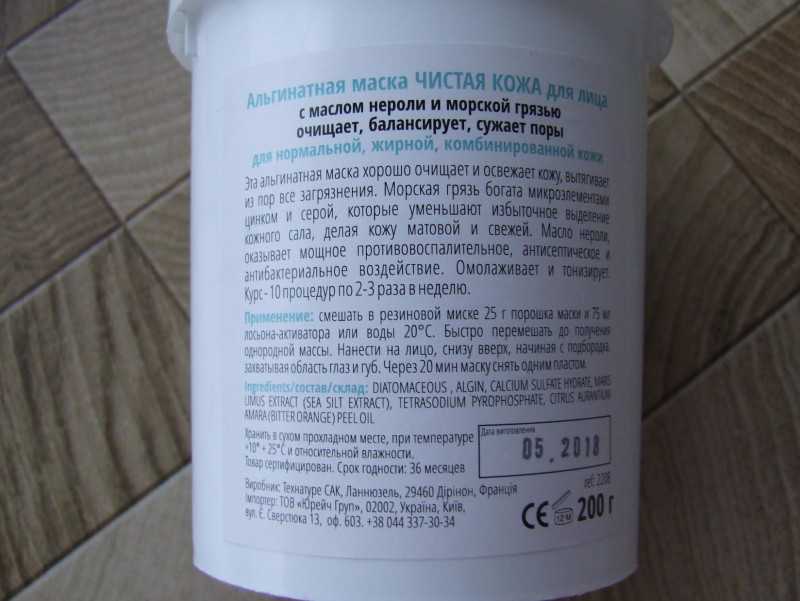 Альгинатная маска ЧИСТАЯ КОЖА для лица
с маслом нероли и морской грязью
очищает, балансирует, сужает поры
для нормальной, жирной, комбинированной кожи
Эта альгинатная маска хорошо очищает и освежает кожу, вытягивает
из пор все загрязнения. Морская грязь богата микроэлементами
цинком и серой, которые уменьшают избыточное выделение
кожного сала, делая кожу матовой и свежей. Масло нероли,
оказывает мощное противовоспалительное, антисептическое и
антибактериальное воздействие. Омолаживает и тонизирует.
Курс - 10 процедур по 2-3 раза в неделю.
Применение: смешать в резиновой миске 25 г порошка маски и 75 мл
лосьона-активатора или воды 20°С. Быстро перемешать до получения
однородной массы. Нанести на лицо, снизу вверх, начиная с подбородка,
захватывая область глаз и губ. Через 20 мин маску снять одним пластом.
Ingredients/состав/склад: DIATOMACEOUS , ALGIN, CALCIUM SULFATE HYDRATE, MARIS
LIMUS EXTRACT (SEA SILT EXTRACT), TETRASODIUM PYROPHOSPHATE, CITRUS AURANTIUM
AMARA (BITTER ORANGE) PEEL OIL
Хранить в сухом прохладном месте, при температуре
+10° + 25°С и относительной влажности.
Товар сертифицирован. Срок годности: 36 месяцев
Дата виготовлення
05.2018
Виробник: Технатуре САК, Ланнюзель, 29460 Дірінон, Франція
Імпортер: ТОВ «Юрейч Груп», 02002, Україна, Київ,
вул. Є. Сверстюка 13, оф. 603. +38 044 337-30-34
ref: 2208
CE 12 M 200 г